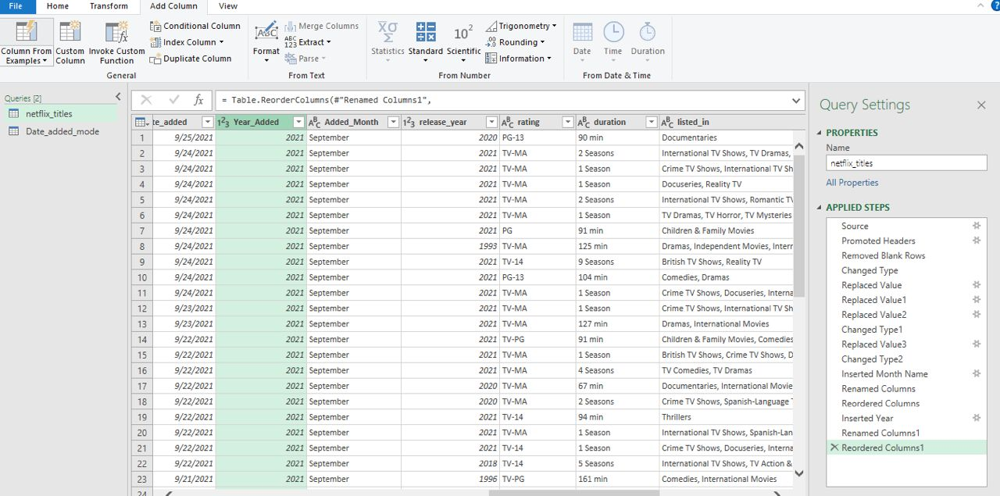 File Home Transform Add Column View
Column From Examples
Custom Column
Invoke Custom Function
Conditional Column
Index Column
Duplicate Column
General
Format
Merge Columns
Extract
Parse
From Text
Statistics
Standard
Scientific
Trigonometry
Rounding
Information
From Number
Date
Time
Duration
From Date & Time
Queries [2]
netflix_titles
Date_added_mode
= Table.ReorderColumns(#"Renamed Columns1",
te_added Year_Added Added_Month release_year rating duration listed_in
1 9/25/2021 2021 September 2020 PG-13 90 min Documentaries
2 9/24/2021 2021 September 2021 TV-MA 2 Seasons International TV Shows, TV Dramas,
3 9/24/2021 2021 September 2021 TV-MA 1 Season Crime TV Shows, International TV Sh
4 9/24/2021 2021 September 2021 TV-MA 1 Season Docuseries, Reality TV
5 9/24/2021 2021 September 2021 TV-MA 2 Seasons International TV Shows, Romantic TV
6 9/24/2021 2021 September 2021 TV-MA 1 Season TV Dramas, TV Horror, TV Mysteries
7 9/24/2021 2021 September 2021 PG 91 min Children & Family Movies
8 9/24/2021 2021 September 1993 TV-MA 125 min Dramas, Independent Movies, Inter
9 9/24/2021 2021 September 2021 TV-14 9 Seasons British TV Shows, Reality TV
10 9/24/2021 2021 September 2021 PG-13 104 min Comedies, Dramas
11 9/24/2021 2021 September 2021 TV-MA 1 Season Crime TV Shows, Docuseries, Interna
12 9/23/2021 2021 September 2021 TV-MA 1 Season Crime TV Shows, International TV Sh
13 9/23/2021 2021 September 2021 TV-MA 127 min Dramas, International Movies
14 9/22/2021 2021 September 2021 TV-PG 91 min Children & Family Movies, Comedies
15 9/22/2021 2021 September 2021 TV-MA 1 Season British TV Shows, Crime TV Shows, D
16 9/22/2021 2021 September 2021 TV-MA 4 Seasons TV Comedies, TV Dramas
17 9/22/2021 2021 September 2020 TV-MA 67 min Documentaries, International Movie
18 9/22/2021 2021 September 2020 TV-MA 2 Seasons Crime TV Shows, Spanish-Language
19 9/22/2021 2021 September 2021 TV-14 94 min Thrillers
20 9/22/2021 2021 September 2021 TV-MA 1 Season International TV Shows, Spanish-Lan
21 9/22/2021 2021 September 2021 TV-14 1 Season Crime TV Shows, Docuseries, Interna
22 9/22/2021 2021 September 2018 TV-14 5 Seasons International TV Shows, TV Action &
23 9/21/2021 2021 September 1996 TV-PG 161 min Comedies, International Movies
24
Query Settings
PROPERTIES
Name
netflix_titles
All Properties
APPLIED STEPS
Source
Promoted Headers
Removed Blank Rows
Changed Type
Replaced Value
Replaced Value1
Replaced Value2
Changed Type1
Replaced Value3
Changed Type2
Inserted Month Name
Renamed Columns
Reordered Columns
Inserted Year
Renamed Columns1
Reordered Columns1